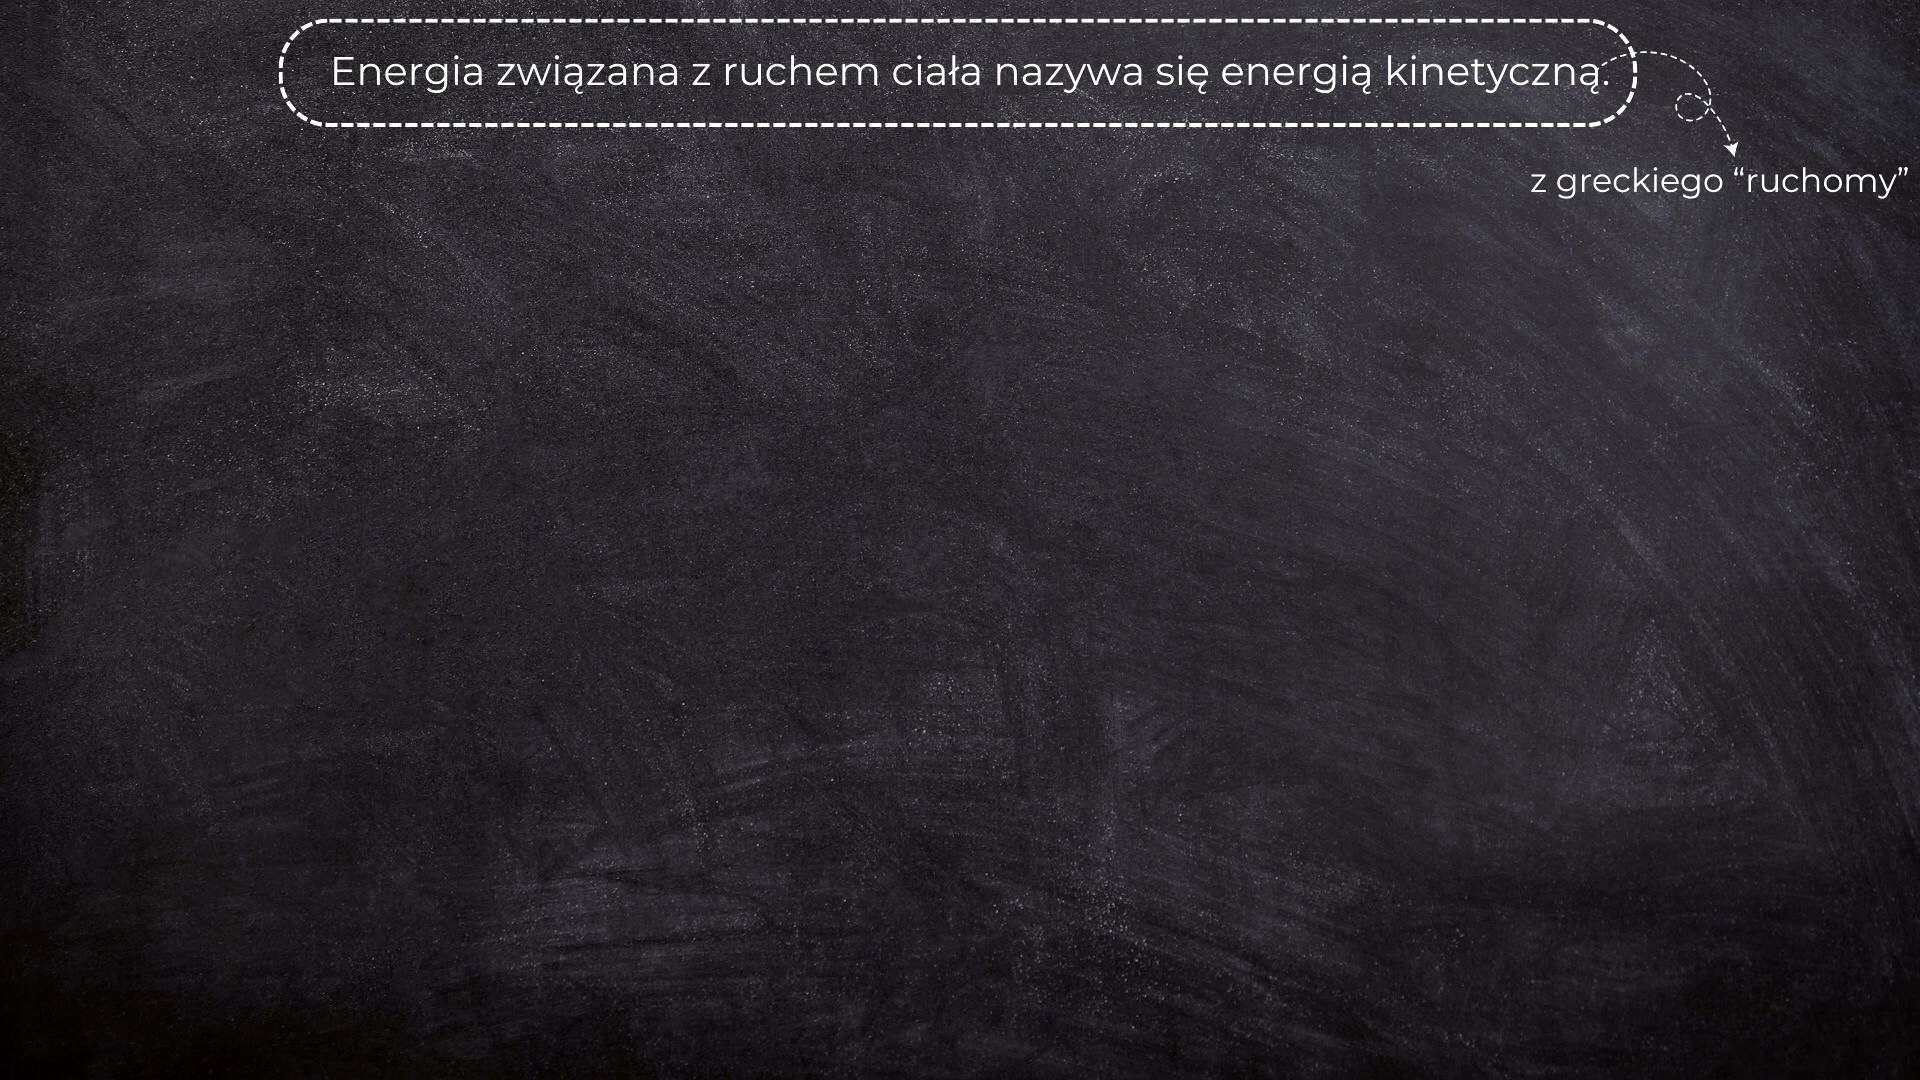 Energia związana z ruchem ciała nazywa się energią kinetyczną.
z greckiego “ruchomy”